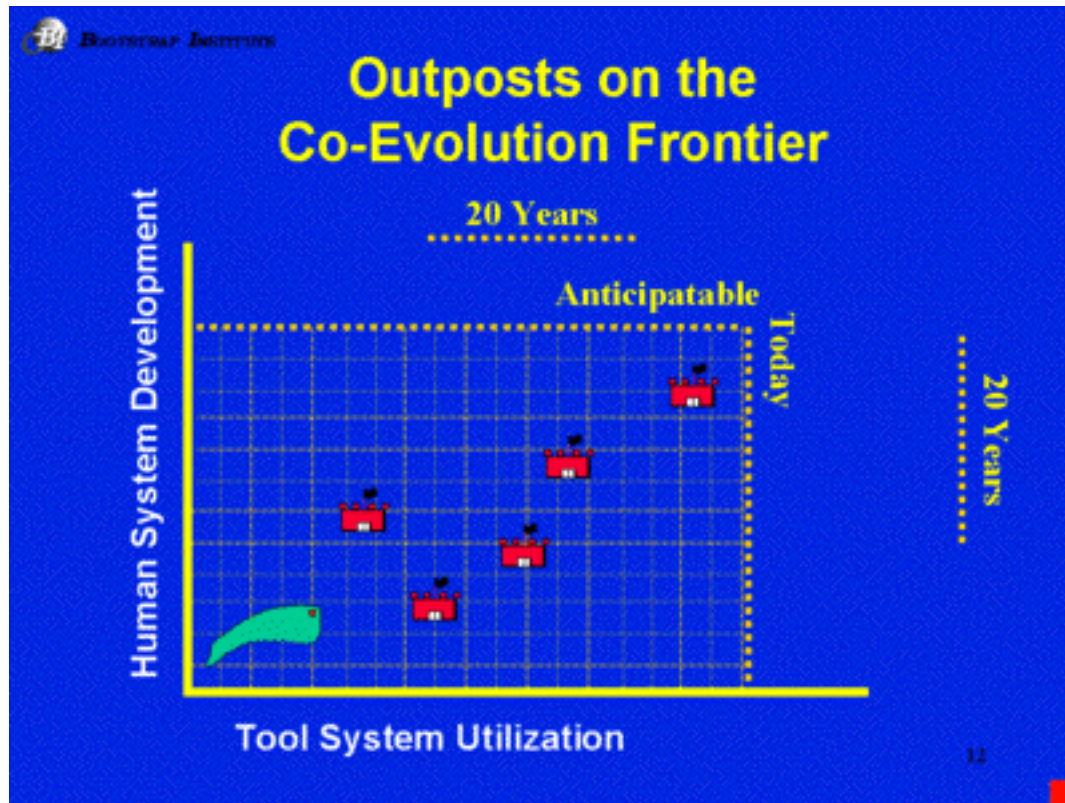 BOOTSTRAP INSTITUTE
Outposts on the
Co-Evolution Frontier
20 Years
Anticipatable
Today
20 Years
Human System Development
Tool System Utilization
12